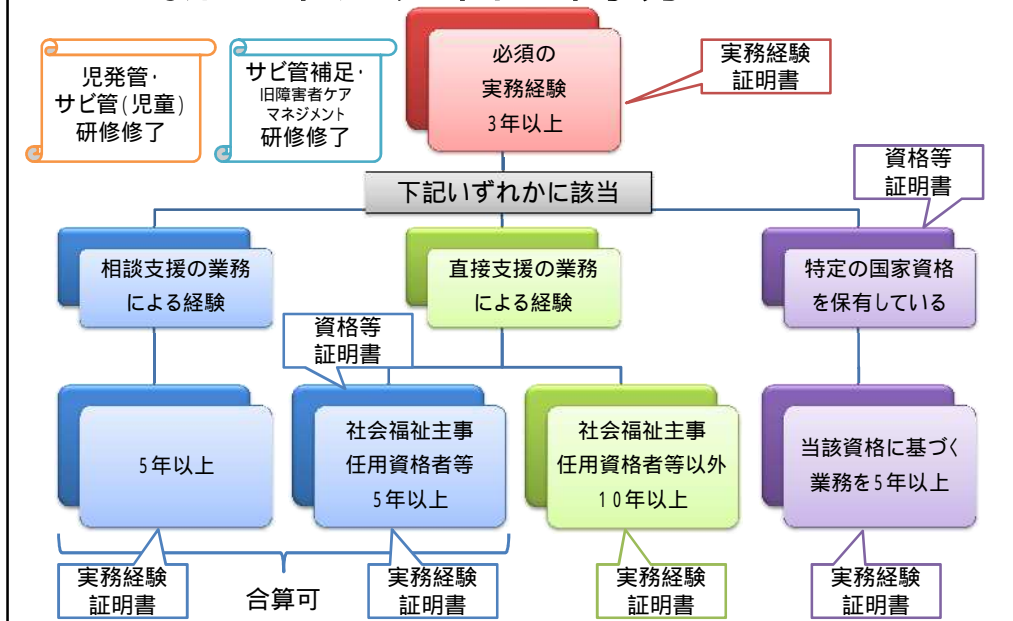 児発管・
サビ管(児童)
研修修了
サビ管補足・
旧障害者ケア
マネジメント
研修修了
必須の
実務経験
3年以上
実務経験
証明書
下記いずれかに該当
資格等
証明書
相談支援の業務
による経験
直接支援の業務
による経験
特定の国家資格
を保有している
資格等
証明書
5年以上
社会福祉主事
任用資格者等
5年以上
社会福祉主事
任用資格者等以外
10年以上
当該資格に基づく
業務を5年以上
実務経験
証明書
合算可
実務経験
証明書
実務経験
証明書
実務経験
証明書